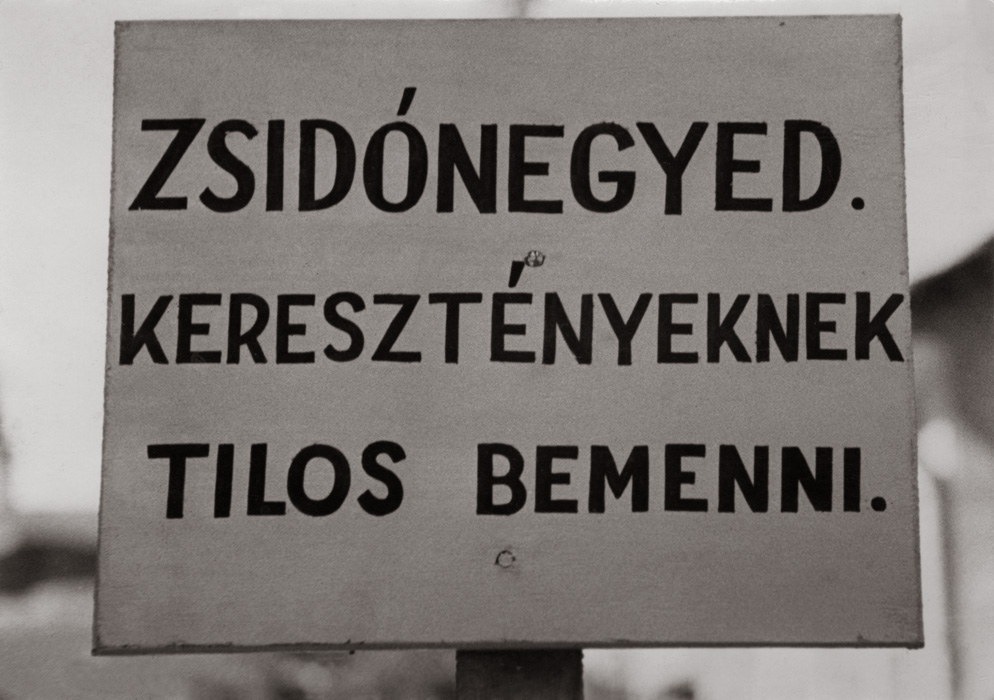 ZSIDÓNEGYED.
KERESZTÉNYEKNEK
TILOS BEMENNI.